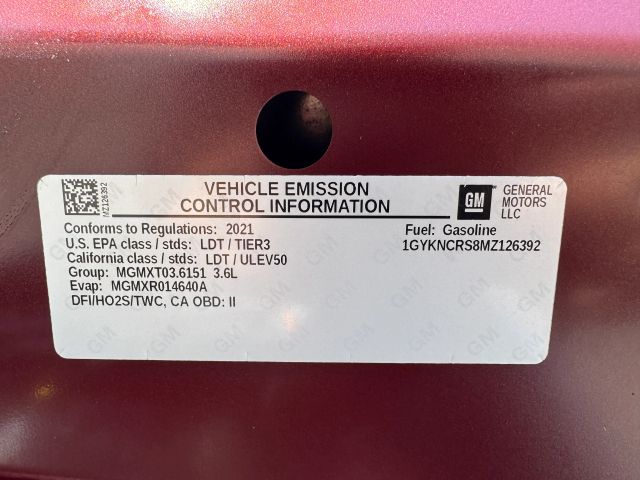 MZ126392
VEHICLE EMISSION
CONTROL INFORMATION
GM
GENERAL
MOTORS
LLC
Conforms to Regulations: 2021
Fuel: Gasoline
U.S. EPA class / stds: LDT / TIER3
1GYKNCRS8MZ126392
California class / stds: LDT / ULEV50
Group: MGMXT03.6151 3.6L
Evap: MGMXR014640A
DFI/HO2S/TWC, CA OBD: II